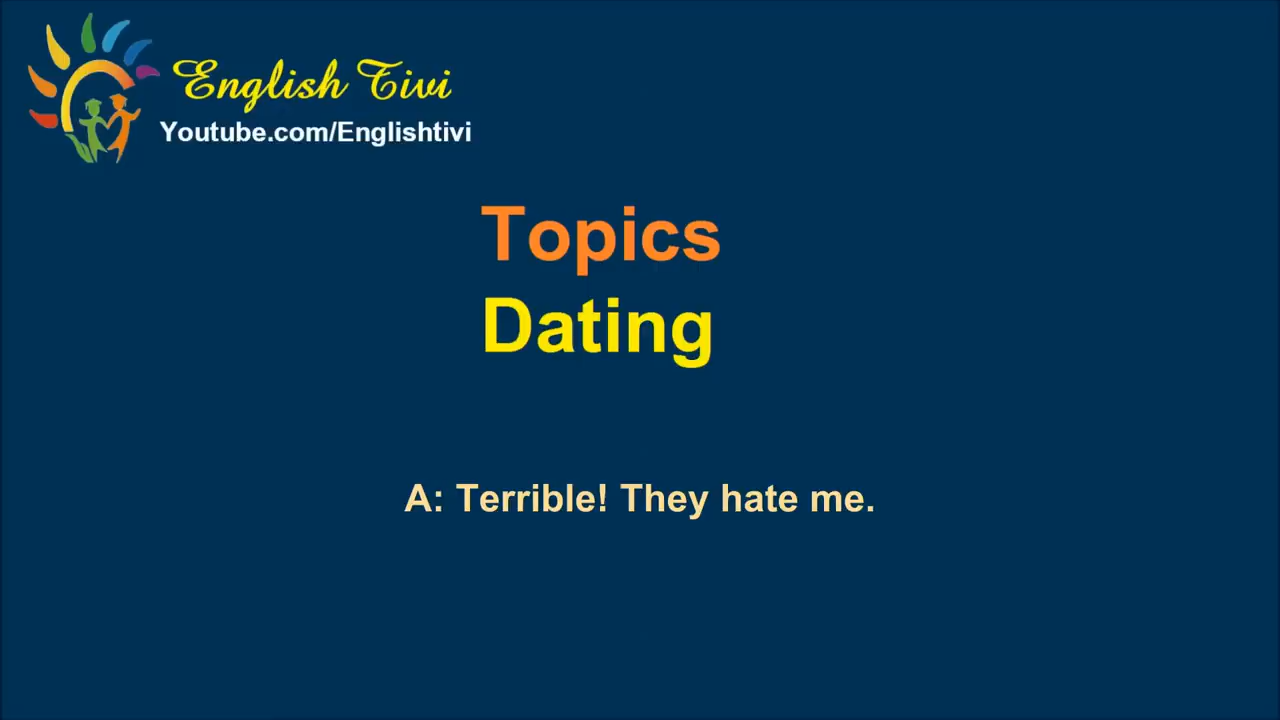 English Tivi
Youtube.com/Englishtivi
Topics
Dating
A: Terrible! They hate me.